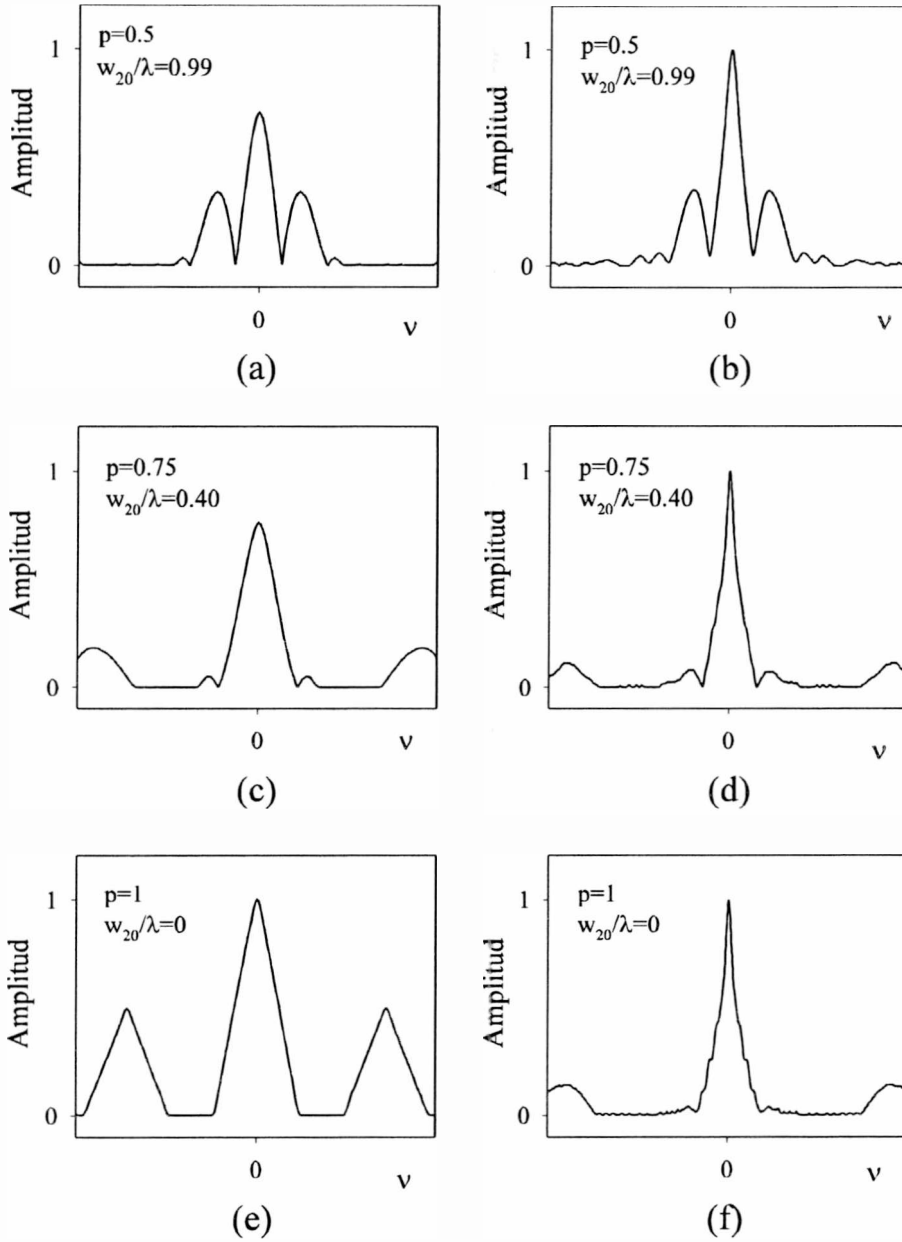 p=0.5
w₂₀/λ=0.99
1
0
Amplitud
0
ν
(a)
p=0.5
w₂₀/λ=0.99
1
0
Amplitud
0
ν
(b)
p=0.75
w₂₀/λ=0.40
1
0
Amplitud
0
ν
(c)
p=0.75
w₂₀/λ=0.40
1
0
Amplitud
0
ν
(d)
p=1
w₂₀/λ=0
1
0
Amplitud
0
ν
(e)
p=1
w₂₀/λ=0
1
0
Amplitud
0
ν
(f)